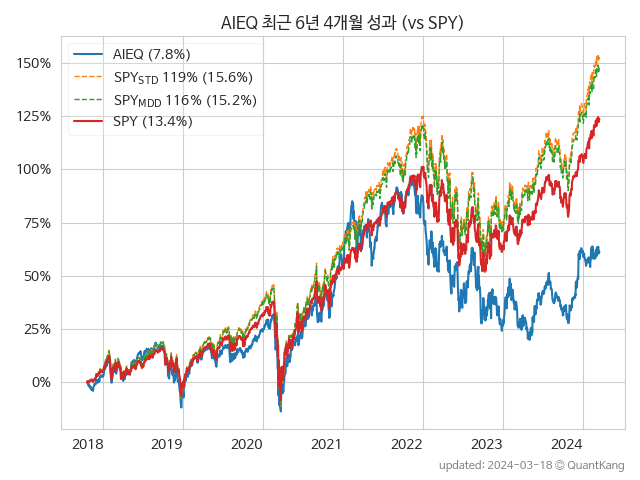 AIEQ 최근 6년 4개월 성과 (vs SPY)
AIEQ (7.8%)
SPY_STD 119% (15.6%)
SPY_MDD 116% (15.2%)
SPY (13.4%)
150%
125%
100%
75%
50%
25%
0%
2018 2019 2020 2021 2022 2023 2024
updated: 2024-03-18 © QuantKang